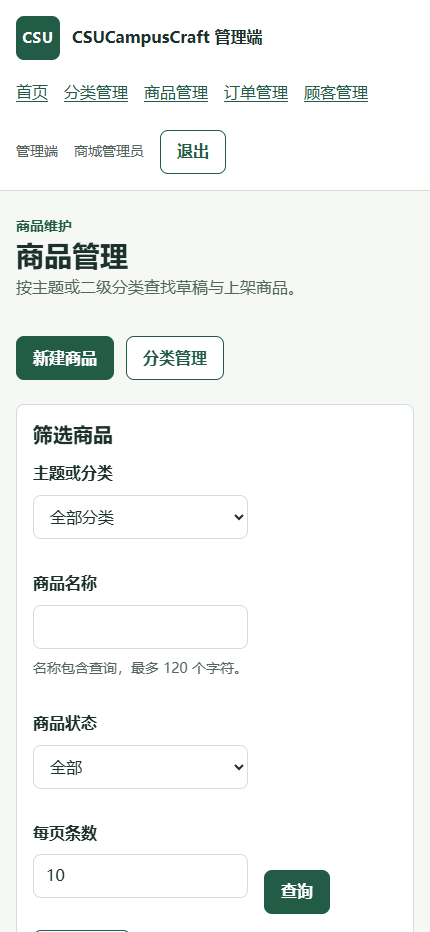 CSU CSUCampusCraft 管理端
首页 分类管理 商品管理 订单管理 顾客管理
管理端 商城管理员 退出
商品维护
商品管理
按主题或二级分类查找草稿与上架商品。
新建商品 分类管理
筛选商品
主题或分类
全部分类
商品名称
名称包含查询，最多 120 个字符。
商品状态
全部
每页条数
10 查询